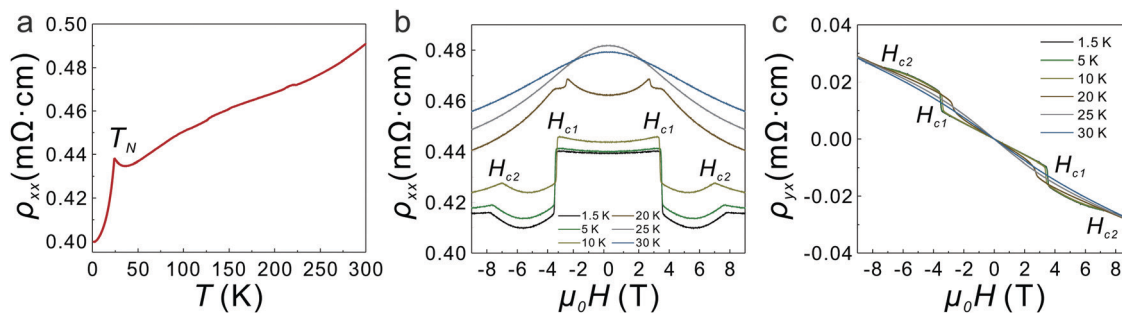 a
0.50
0.48
0.46
0.44
0.42
0.40
ρxx(mΩ·cm)
TN
0 50 100 150 200 250 300
T (K)
b
0.48
0.46
0.44
0.42
0.40
ρxx(mΩ·cm)
Hc1 Hc1
Hc2 Hc2
1.5 K 20 K
5 K 25 K
10 K 30 K
-8 -6 -4 -2 0 2 4 6 8
μ0H (T)
c
0.04
0.02
0.00
-0.02
-0.04
ρyx(mΩ·cm)
Hc2
Hc1
Hc1
Hc2
1.5 K
5 K
10 K
20 K
25 K
30 K
-8 -4 0 4 8
μ0H (T)